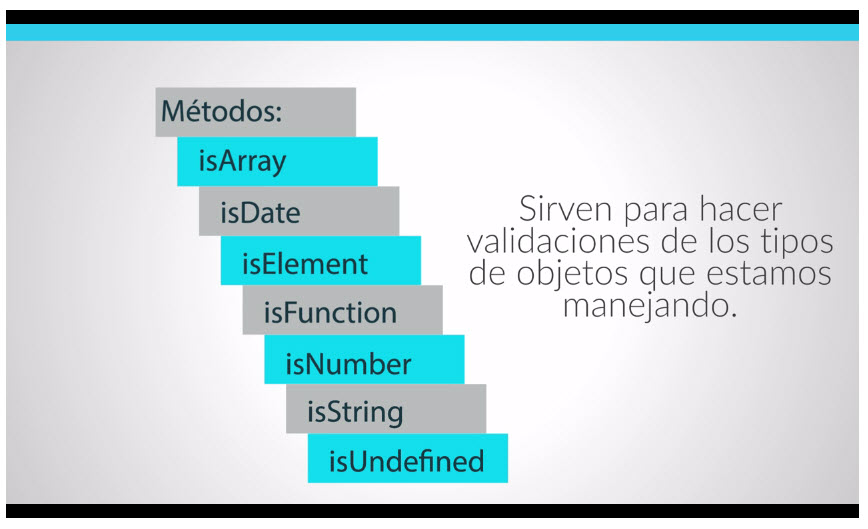 Métodos:
isArray
isDate
isElement
isFunction
isNumber
isString
isUndefined
Sirven para hacer
validaciones de los tipos
de objetos que estamos
manejando.